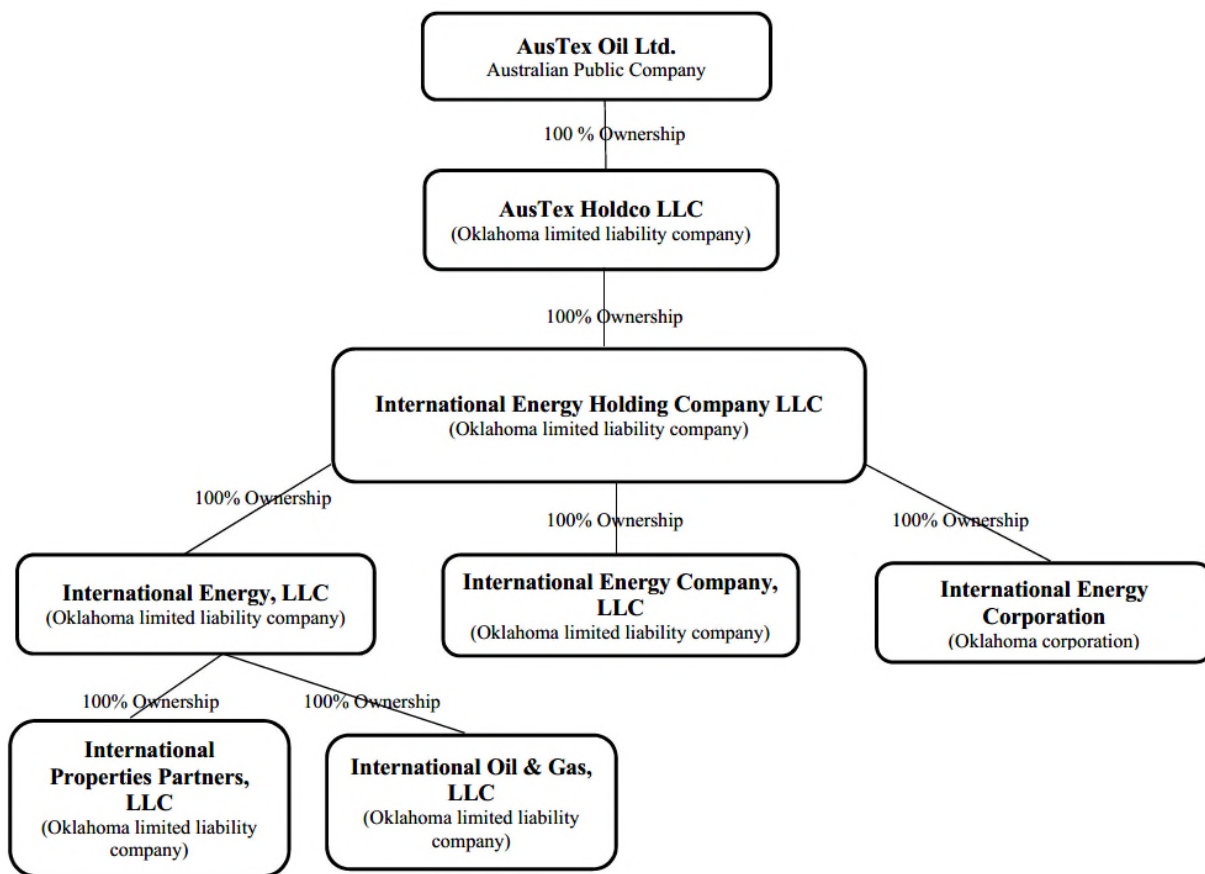 AusTex Oil Ltd.
Australian Public Company
100 % Ownership
AusTex Holdco LLC
(Oklahoma limited liability company)
100% Ownership
International Energy Holding Company LLC
(Oklahoma limited liability company)
100% Ownership
100% Ownership
100% Ownership
International Energy, LLC
(Oklahoma limited liability company)
International Energy Company,
LLC
(Oklahoma limited liability company)
International Energy
Corporation
(Oklahoma corporation)
100% Ownership
100% Ownership
International
Properties Partners,
LLC
(Oklahoma limited liability
company)
International Oil & Gas,
LLC
(Oklahoma limited liability
company)